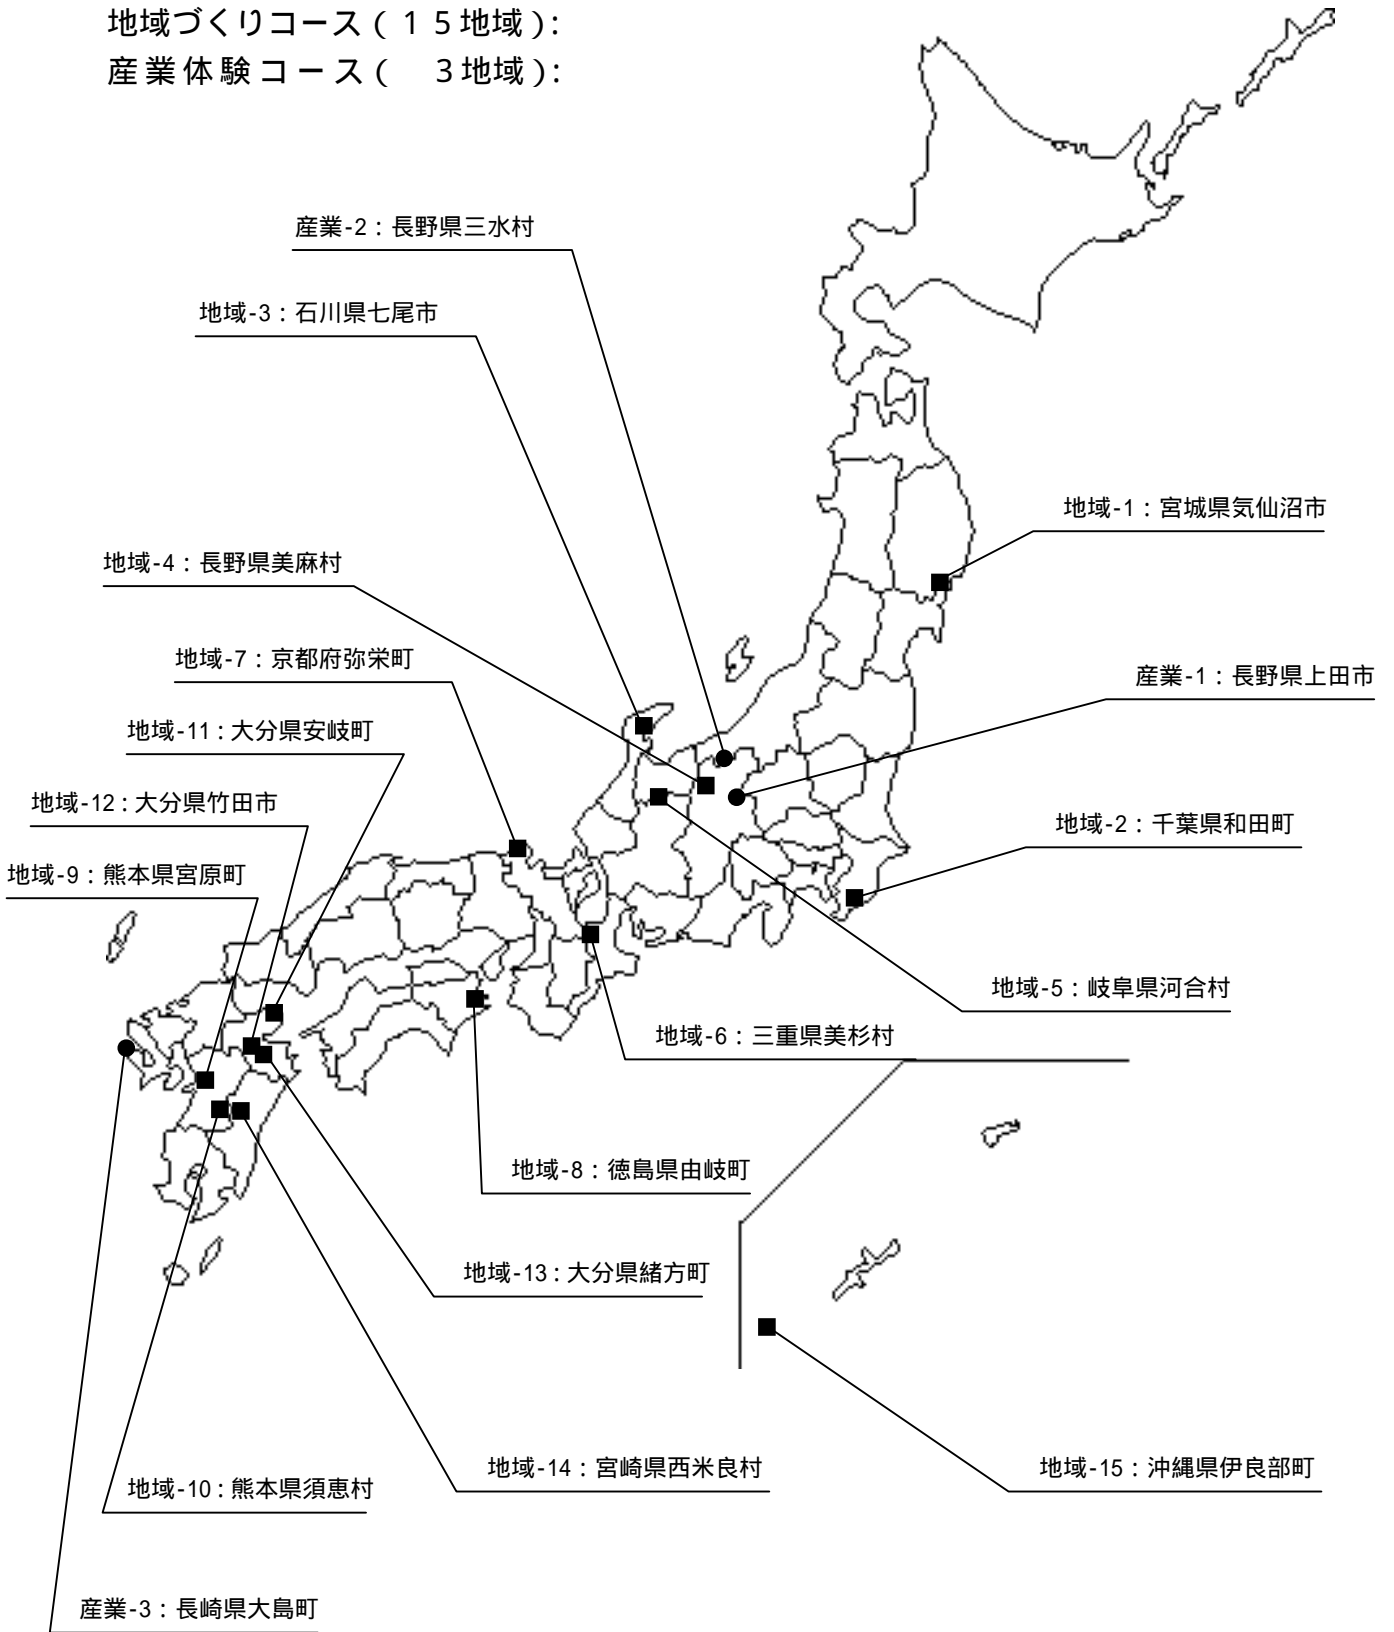 地域づくりコース（１５地域）：
産業体験コース（　３地域）：
産業-2：長野県三水村
地域-3：石川県七尾市
地域-1：宮城県気仙沼市
地域-4：長野県美麻村
地域-7：京都府弥栄町
産業-1：長野県上田市
地域-11：大分県安岐町
地域-12：大分県竹田市
地域-2：千葉県和田町
地域-9：熊本県宮原町
地域-5：岐阜県河合村
地域-6：三重県美杉村
地域-8：徳島県由岐町
地域-13：大分県緒方町
地域-14：宮崎県西米良村
地域-15：沖縄県伊良部町
地域-10：熊本県須恵村
産業-3：長崎県大島町